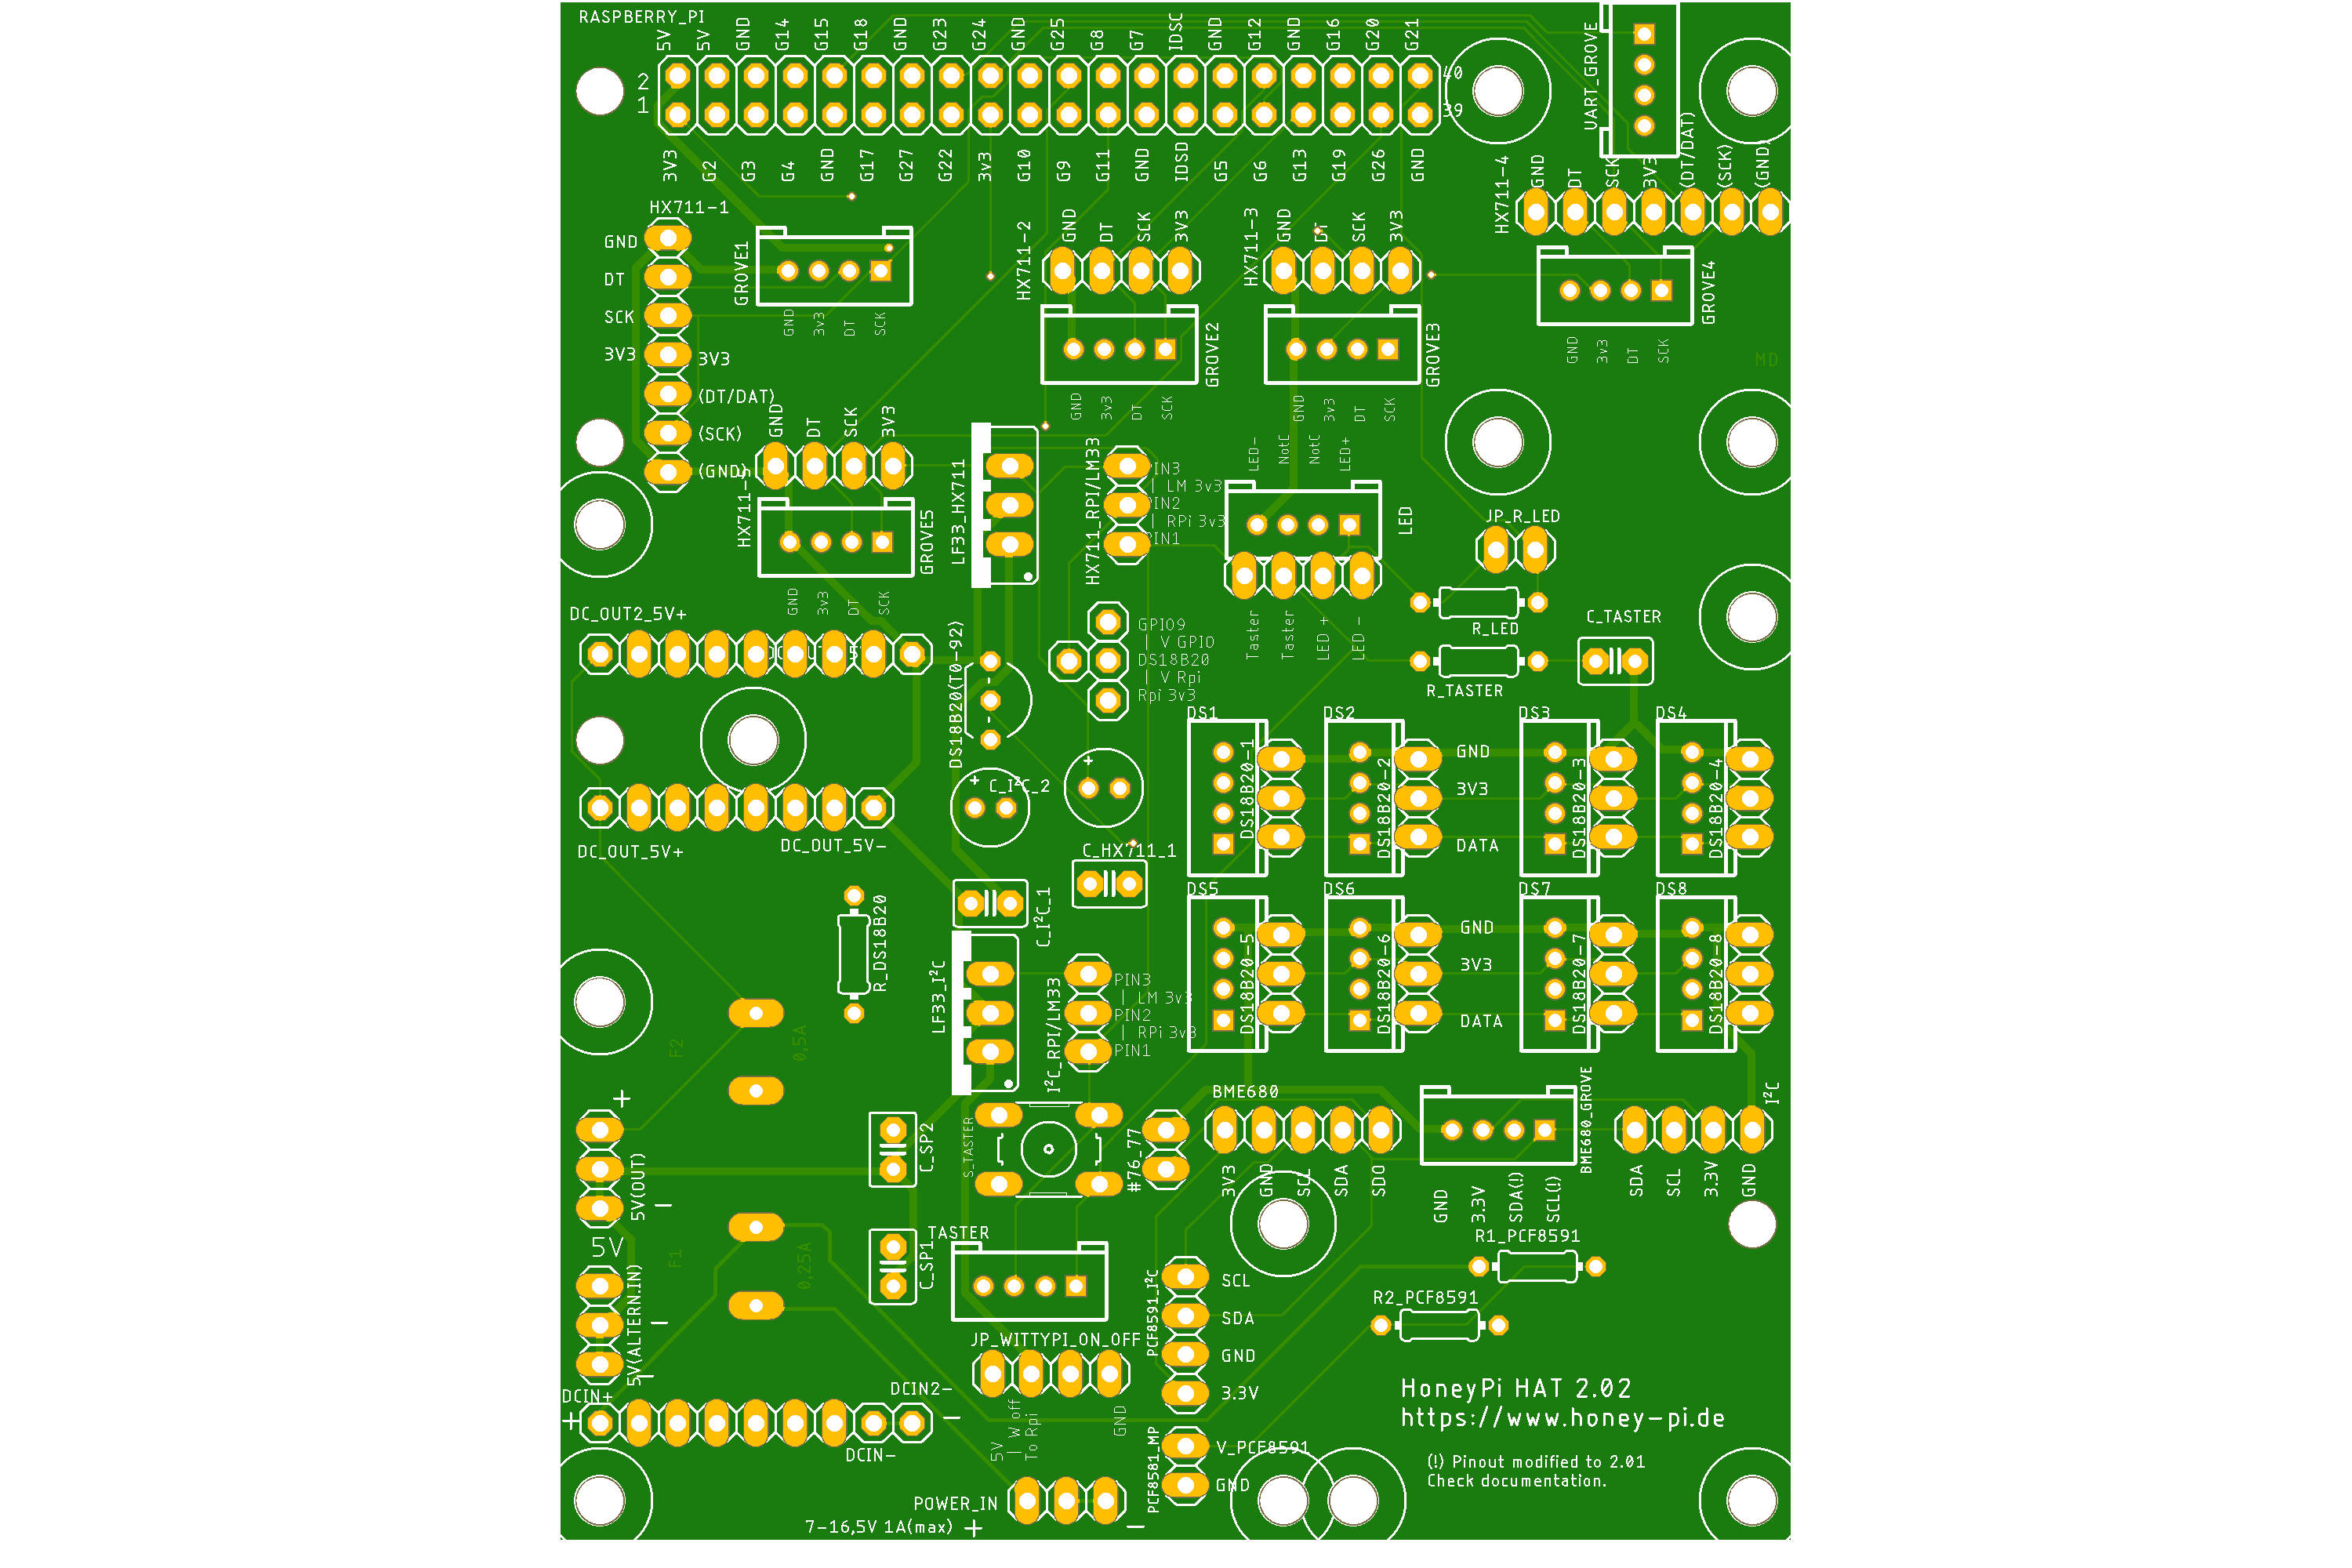 RASPBERRY_PI
5V
5V
GND
G14
G15
G18
GND
G23
G24
GND
G25
G8
G7
IDSC
GND
G12
GND
G16
G20
G21
2
1
40
39
3V3
G2
G3
G4
GND
G17
G27
G22
3v3
G10
G9
G11
GND
IDSD
G5
G6
G13
G19
G26
GND
UART_GROVE
HX711-4
GND
DT
SCK
3V3
(DT/DAT)
(SCK)
(GND)
HX711-1
GND
DT
SCK
3V3
3V3
(DT/DAT)
(SCK)
(GND)
GROVE1
GND
3v3
DT
SCK
HX711-2
GND
DT
SCK
3V3
GROVE2
GND
3v3
DT
SCK
HX711-3
GND
DT
SCK
3V3
GROVE3
GND
3v3
DT
SCK
GROVE4
GND
3v3
DT
SCK
MD
HX711-5
GND
DT
SCK
3V3
GROVE5
GND
3v3
DT
SCK
LF33_HX711
HX711_RPI/LM33
PIN3
| LM 3v3
PIN2
| RPi 3v3
PIN1
LED-
NotC
NotC
LED+
LED
JP_R_LED
R_LED
R_TASTER
C_TASTER
Taster
Taster
LED +
LED -
DC_OUT2_5V+
DS18B20(TO-92)
GPIO9
| V GPIO
DS18B20
| V Rpi
Rpi 3v3
DC_OUT_5V+
DC_OUT_5V-
+
C_I²C_2
+
C_HX711_1
C_I²C_1
R_DS18B20
DS1
DS18B20-1
DS2
DS18B20-2
GND
3V3
DATA
DS3
DS18B20-3
DS4
DS18B20-4
DS5
DS18B20-5
DS6
DS18B20-6
GND
3V3
DATA
DS7
DS18B20-7
DS8
DS18B20-8
LF33_I²C
I²C_RPI/LM33
PIN3
| LM 3v3
PIN2
| RPi 3v3
PIN1
F2
0,5A
F1
0,25A
+
5V(OUT)
-
5V
5V(ALTERN.IN)
-
-
C_SP2
C_SP1
S_TASTER
#76_77
BME680
3V3
GND
SCL
SDA
SDO
BME680_GROVE
GND
3.3V
SDA(!)
SCL(!)
I²C
SDA
SCL
3.3V
GND
TASTER
R1_PCF8591
R2_PCF8591
PCF8591_I²C
SCL
SDA
GND
3.3V
JP_WITTYPI_ON_OFF
5V
| W off
To Rpi
GND
DCIN+
+
DCIN2-
-
DCIN-
PCF8581_MP
V_PCF8591
GND
HoneyPi HAT 2.02
https://www.honey-pi.de
(!) Pinout modified to 2.01
Check documentation.
POWER_IN
7-16,5V 1A(max) +
-